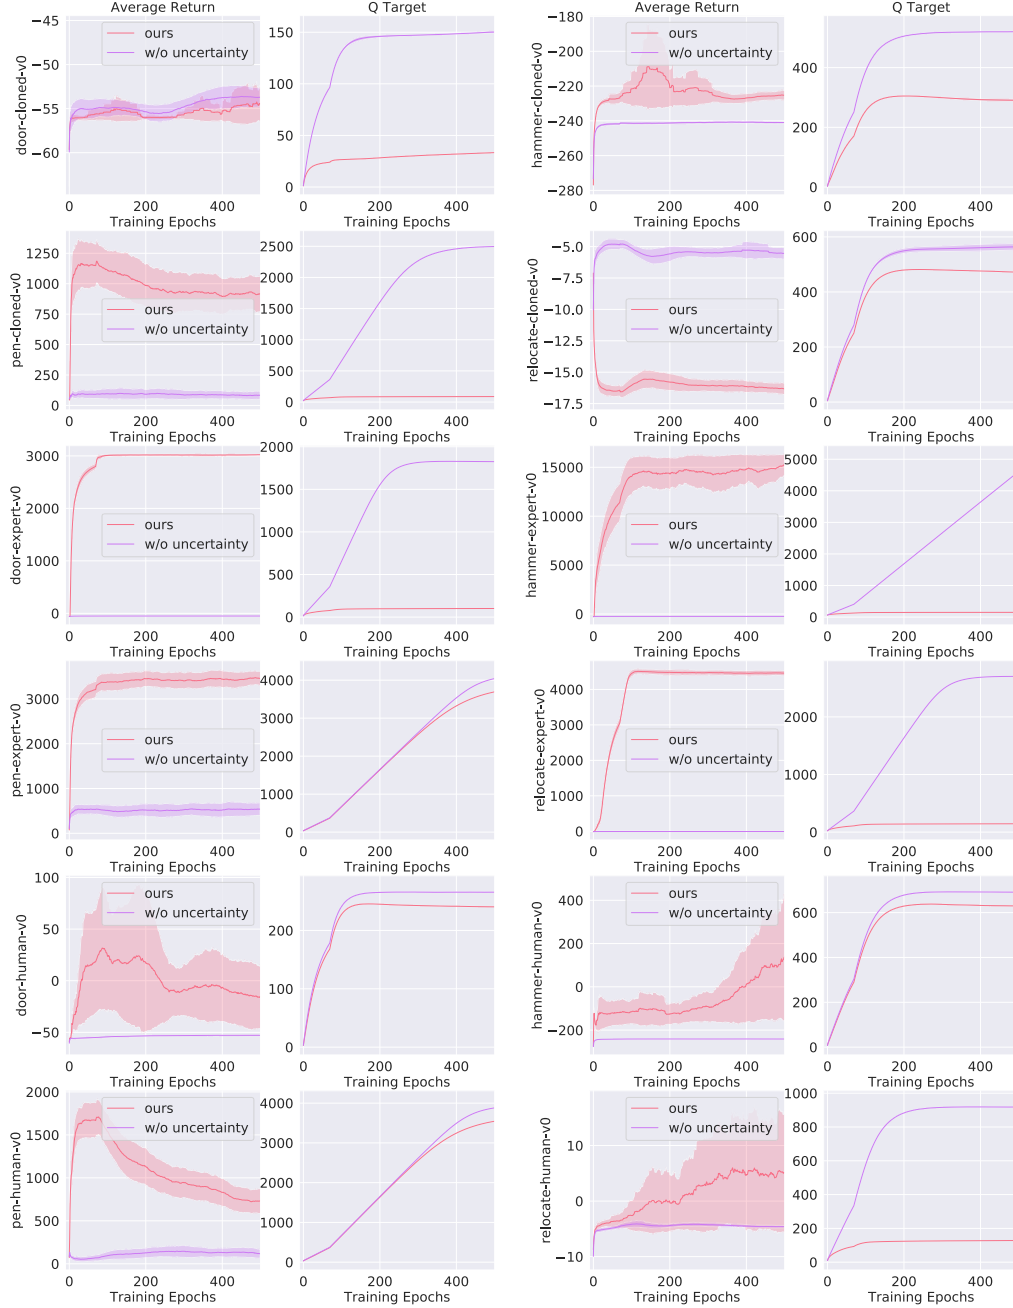 Average Return
Q Target
Average Return
Q Target
door-cloned-v0
−45
−50
−55
−60
ours
w/o uncertainty
0
200
400
Training Epochs
150
100
50
0
0
200
400
Training Epochs
hammer-cloned-v0
−180
−200
−220
−240
−260
−280
ours
w/o uncertainty
0
200
400
Training Epochs
400
200
0
0
200
400
Training Epochs
pen-cloned-v0
1250
1000
750
500
250
0
ours
w/o uncertainty
0
200
400
Training Epochs
2500
2000
1500
1000
500
0
0
200
400
Training Epochs
relocate-cloned-v0
−5.0
−7.5
−10.0
−12.5
−15.0
−17.5
ours
w/o uncertainty
0
200
400
Training Epochs
600
400
200
0
0
200
400
Training Epochs
door-expert-v0
3000
2000
1000
0
ours
w/o uncertainty
0
200
400
Training Epochs
2000
1500
1000
500
0
0
200
400
Training Epochs
hammer-expert-v0
15000
10000
5000
0
ours
w/o uncertainty
0
200
400
Training Epochs
5000
4000
3000
2000
1000
0
0
200
400
Training Epochs
pen-expert-v0
3000
2000
1000
0
ours
w/o uncertainty
0
200
400
Training Epochs
4000
3000
2000
1000
0
0
200
400
Training Epochs
relocate-expert-v0
4000
3000
2000
1000
0
ours
w/o uncertainty
0
200
400
Training Epochs
2000
1000
0
0
200
400
Training Epochs
door-human-v0
100
50
0
−50
ours
w/o uncertainty
0
200
400
Training Epochs
200
100
0
0
200
400
Training Epochs
hammer-human-v0
400
200
0
−200
ours
w/o uncertainty
0
200
400
Training Epochs
600
400
200
0
0
200
400
Training Epochs
pen-human-v0
2000
1500
1000
500
0
ours
w/o uncertainty
0
200
400
Training Epochs
4000
3000
2000
1000
0
0
200
400
Training Epochs
relocate-human-v0
10
0
−10
ours
w/o uncertainty
0
200
400
Training Epochs
1000
800
600
400
200
0
0
200
400
Training Epochs